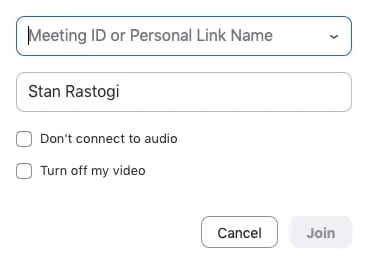 Meeting ID or Personal Link Name
Stan Rastogi
Don't connect to audio
Turn off my video
Cancel Join